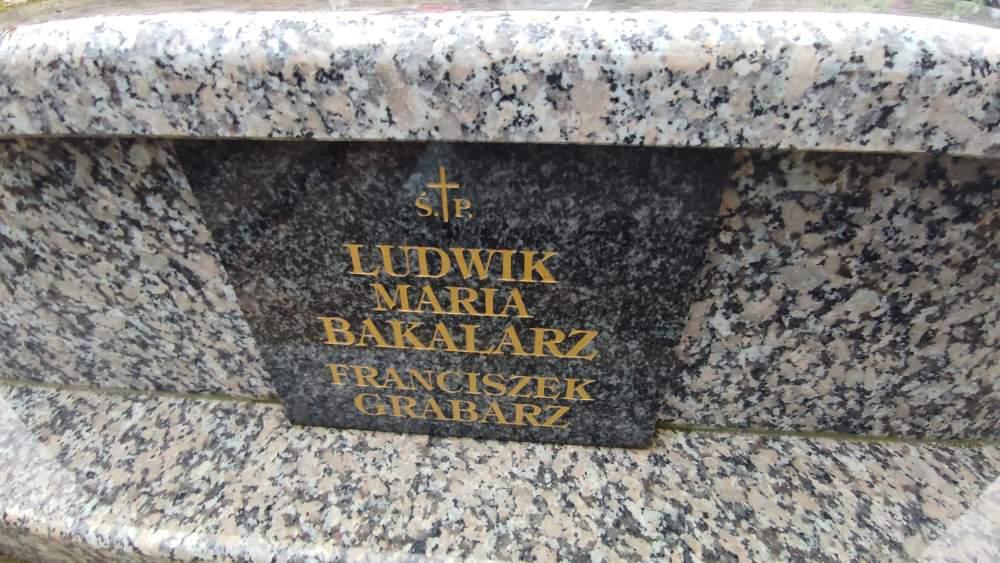 Ś.P.
LUDWIK
MARIA
BAKALARZ
FRANCISZEK
GRABARZ